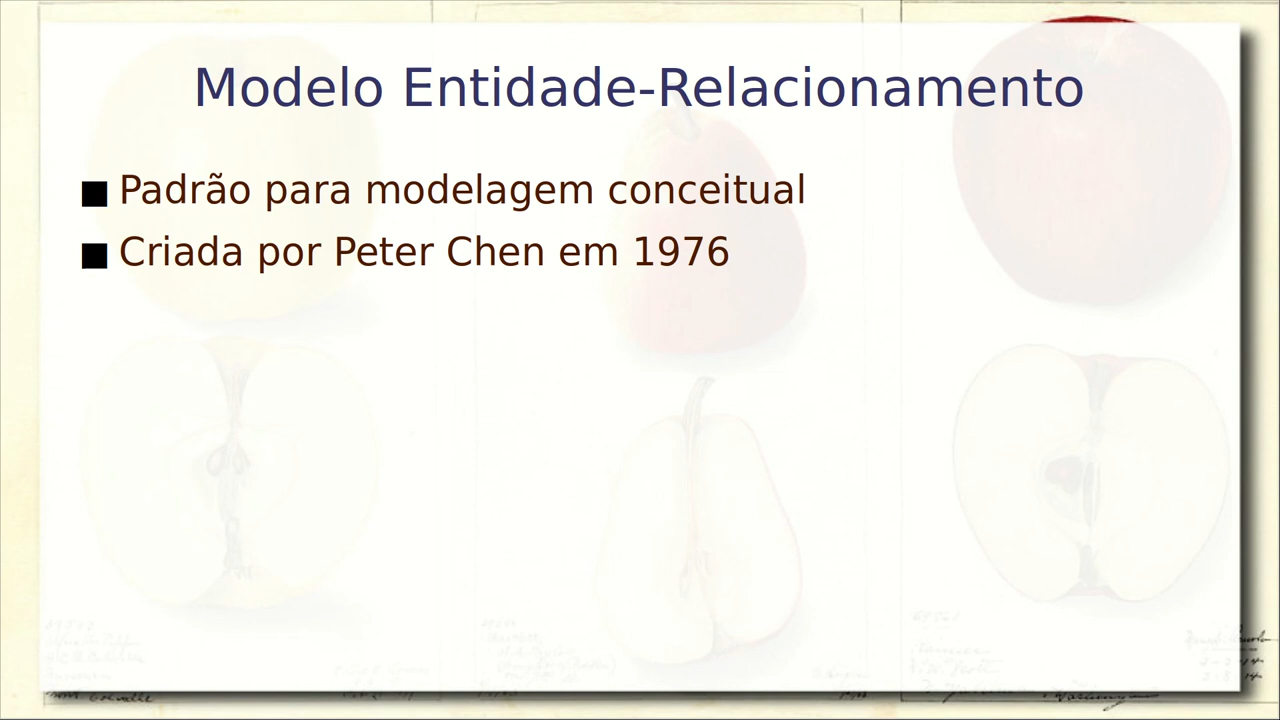 Modelo Entidade-Relacionamento
■ Padrão para modelagem conceitual
■ Criada por Peter Chen em 1976